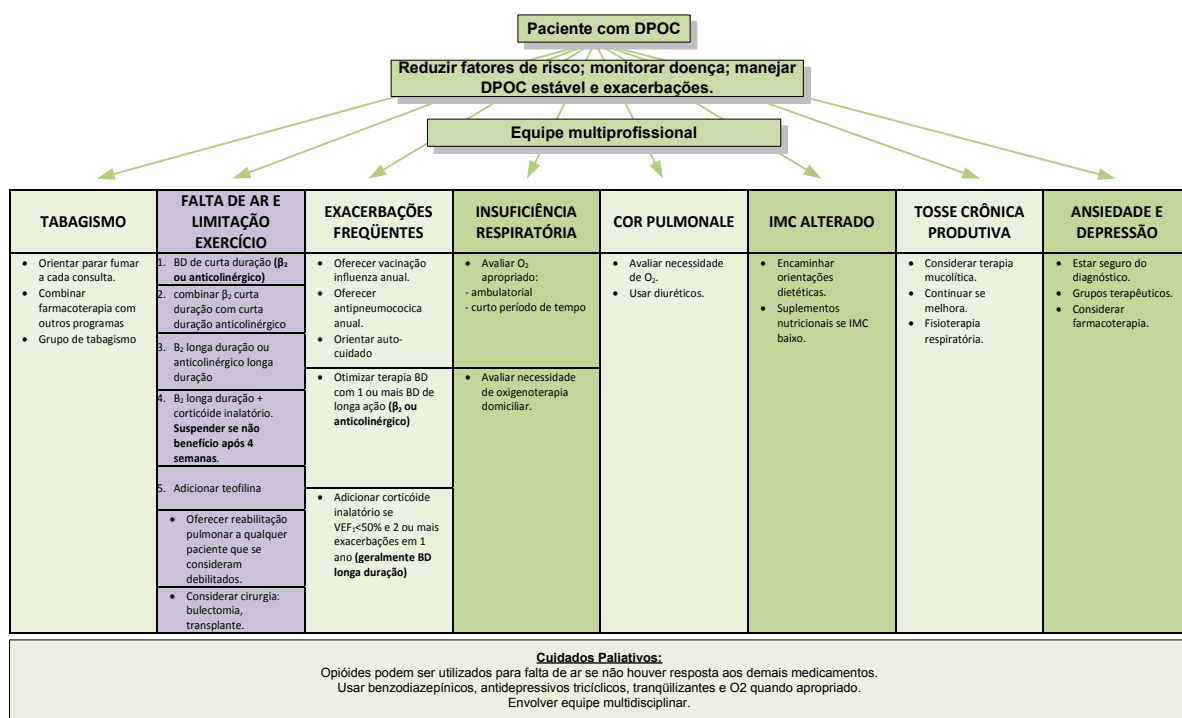 Paciente com DPOC
Reduzir fatores de risco; monitorar doença; manejar
DPOC estável e exacerbações.
Equipe multiprofissional
TABAGISMO
• Orientar parar fumar
a cada consulta.
• Combinar
farmacoterapia com
outros programas
• Grupo de tabagismo
FALTA DE AR E
LIMITAÇÃO
EXERCÍCIO
1. BD de curta duração (β₂
ou anticolinérgico)
2. combinar β₂ curta
duração com curta
duração anticolinérgico
3. B₂ longa duração ou
anticolinérgico longa
duração
4. B₂ longa duração +
corticóide inalatório.
Suspender se não
benefício após 4
semanas.
5. Adicionar teofilina
• Oferecer reabilitação
pulmonar a qualquer
paciente que se
consideram
debilitados.
• Considerar cirurgia:
bulectomia,
transplante.
EXACERBAÇÕES
FREQÜENTES
• Oferecer vacinação
influenza anual.
• Oferecer
antipneumococica
anual.
• Orientar auto-
cuidado
• Otimizar terapia BD
com 1 ou mais BD de
longa ação (β₂ ou
anticolinérgico)
• Adicionar corticóide
inalatório se
VEF₁<50% e 2 ou mais
exacerbações em 1
ano (geralmente BD
longa duração)
INSUFICIÊNCIA
RESPIRATÓRIA
• Avaliar O₂
apropriado:
- ambulatorial
- curto período de tempo
• Avaliar necessidade
de oxigenoterapia
domiciliar.
COR PULMONALE
• Avaliar necessidade
de O₂.
• Usar diuréticos.
IMC ALTERADO
• Encaminhar
orientações
dietéticas.
• Suplementos
nutricionais se IMC
baixo.
TOSSE CRÔNICA
PRODUTIVA
• Considerar terapia
mucolítica.
• Continuar se
melhora.
• Fisioterapia
respiratória.
ANSIEDADE E
DEPRESSÃO
• Estar seguro do
diagnóstico.
• Grupos terapêuticos.
• Considerar
farmacoterapia.
Cuidados Paliativos:
Opióides podem ser utilizados para falta de ar se não houver resposta aos demais medicamentos.
Usar benzodiazepínicos, antidepressivos tricíclicos, tranqüilizantes e O2 quando apropriado.
Envolver equipe multidisciplinar.